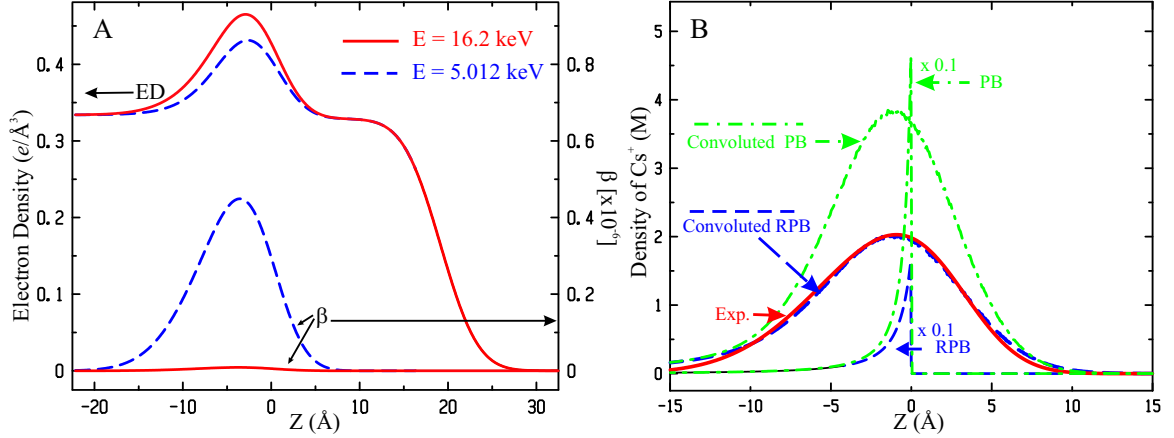 A
E = 16.2 keV
E = 5.012 keV
ED
β
Electron Density (e/Å³)
0
0.1
0.2
0.3
0.4
0
0.2
0.4
0.6
0.8
β [x10⁻⁶]
-20
-10
0
10
20
30
Z (Å)
B
x 0.1
PB
Convoluted PB
Convoluted RPB
Exp.
x 0.1
RPB
Density of Cs⁺ (M)
0
1
2
3
4
5
-15
-10
-5
0
5
10
15
Z (Å)